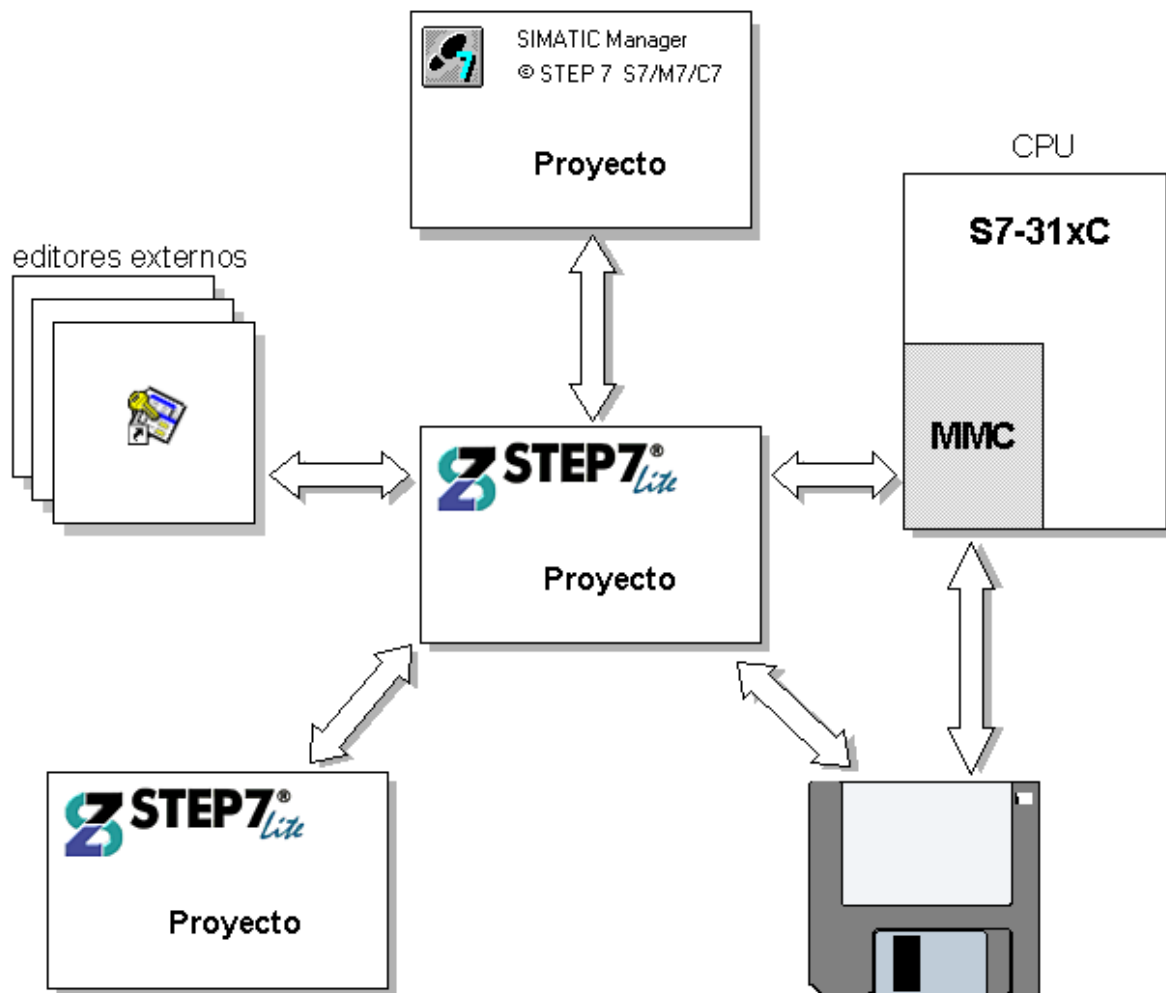 SIMATIC Manager
© STEP 7 S7/M7/C7
Proyecto
CPU
S7-31xC
MMC
editores externos
STEP7® Lite
Proyecto
STEP7® Lite
Proyecto